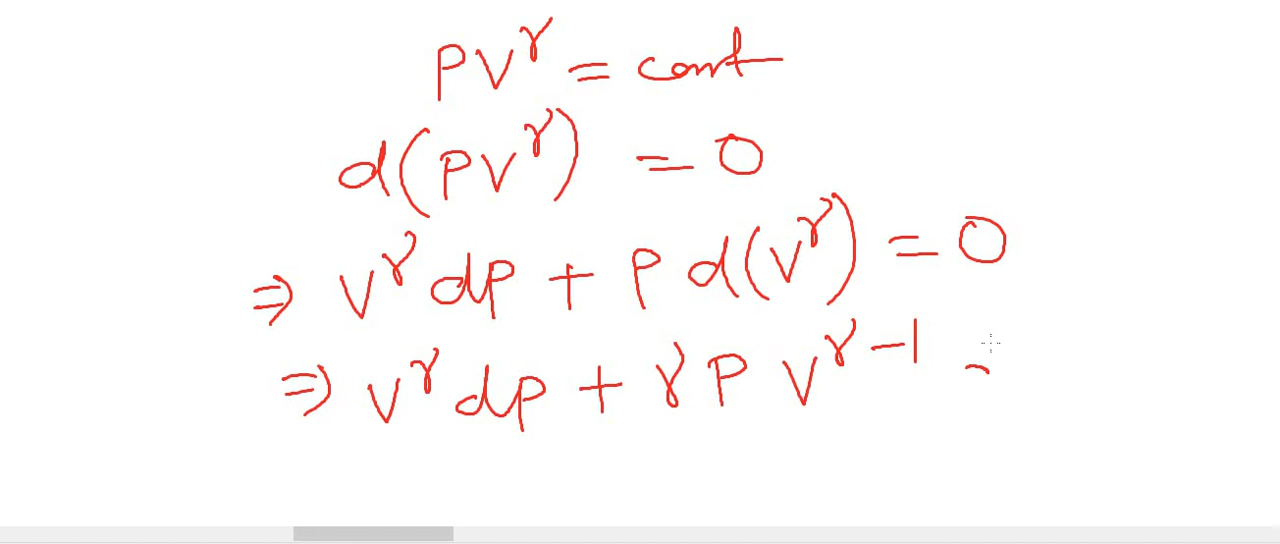 PV^γ = const
d(PV^γ) = 0
⇒ V^γ dP + P d(V^γ) = 0
⇒ V^γ dP + γ P V^γ-1